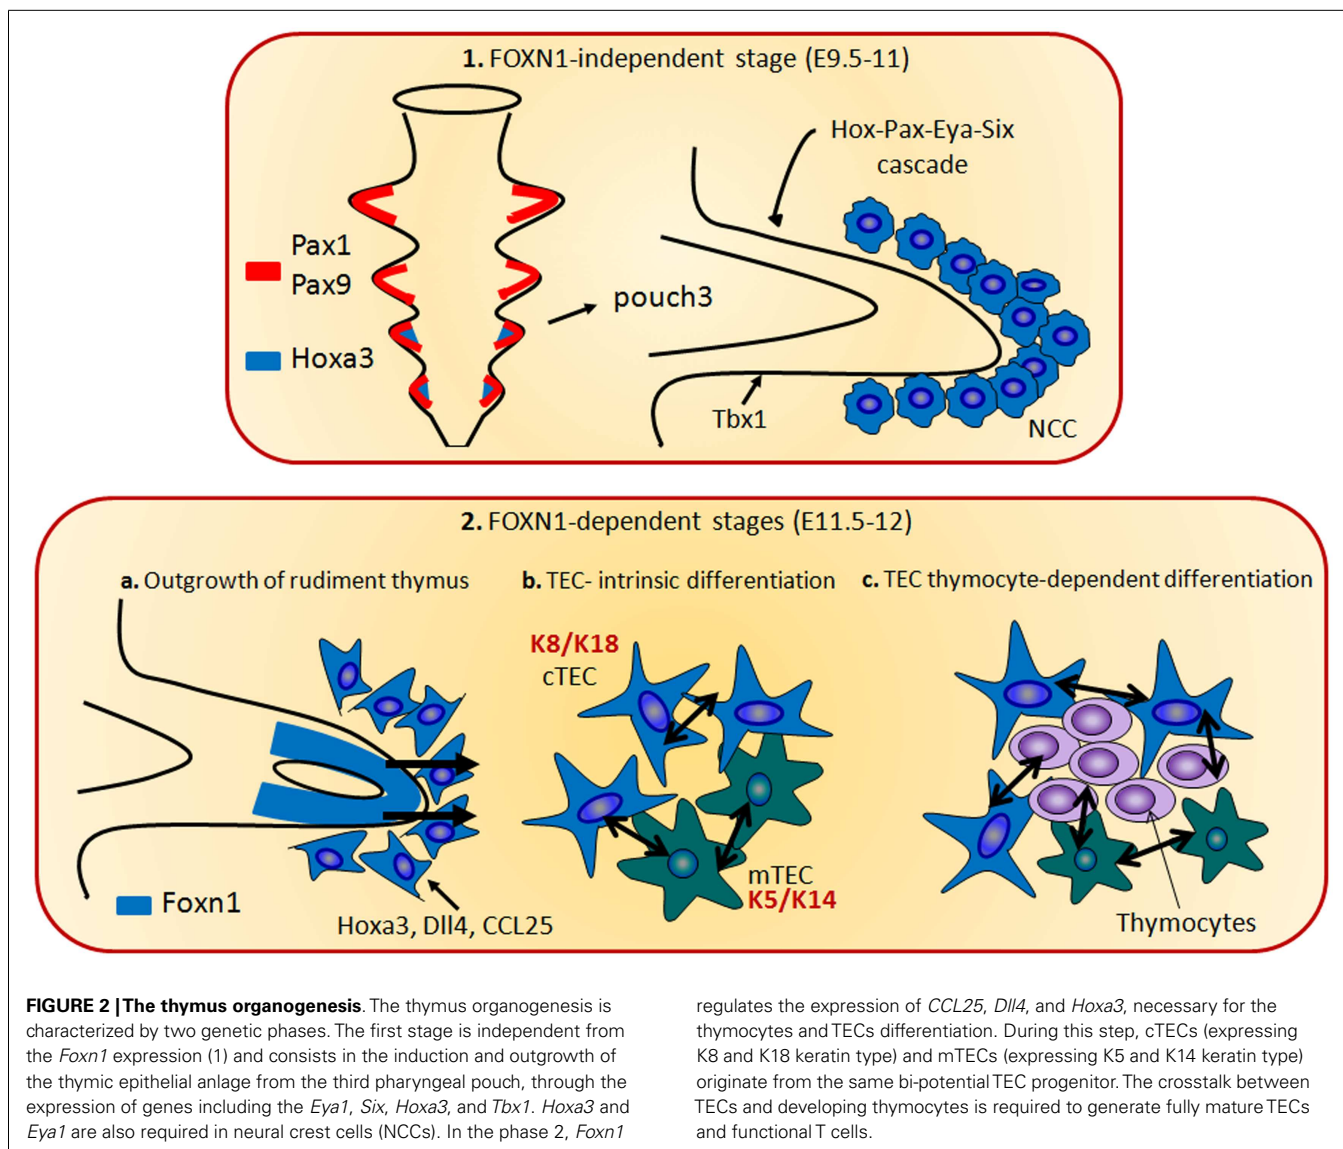 1. FOXN1-independent stage (E9.5-11)
Hox-Pax-Eya-Six
cascade
Pax1
Pax9
Hoxa3
pouch3
Tbx1
NCC
2. FOXN1-dependent stages (E11.5-12)
a. Outgrowth of rudiment thymus
b. TEC- intrinsic differentiation
c. TEC thymocyte-dependent differentiation
K8/K18
cTEC
mTEC
K5/K14
Foxn1
Hoxa3, Dll4, CCL25
Thymocytes
FIGURE 2 | The thymus organogenesis. The thymus organogenesis is
characterized by two genetic phases. The first stage is independent from
the Foxn1 expression (1) and consists in the induction and outgrowth of
the thymic epithelial anlage from the third pharyngeal pouch, through the
expression of genes including the Eya1, Six, Hoxa3, and Tbx1. Hoxa3 and
Eya1 are also required in neural crest cells (NCCs). In the phase 2, Foxn1
regulates the expression of CCL25, Dll4, and Hoxa3, necessary for the
thymocytes and TECs differentiation. During this step, cTECs (expressing
K8 and K18 keratin type) and mTECs (expressing K5 and K14 keratin type)
originate from the same bi-potential TEC progenitor. The crosstalk between
TECs and developing thymocytes is required to generate fully mature TECs
and functional T cells.